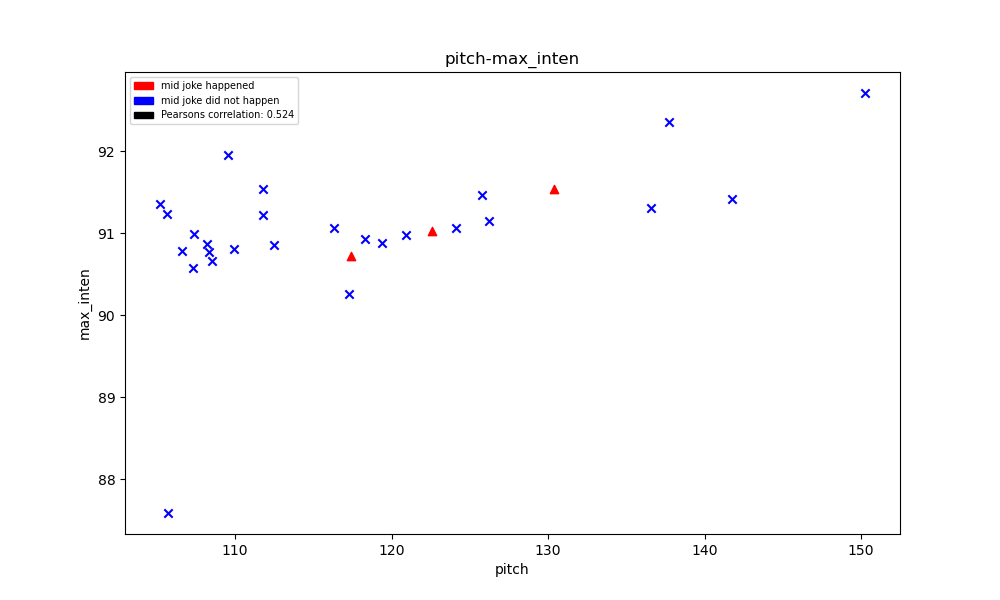 pitch-max_inten
mid joke happened
mid joke did not happen
Pearsons correlation: 0.524
92
91
90
89
88
max_inten
110 120 130 140 150
pitch